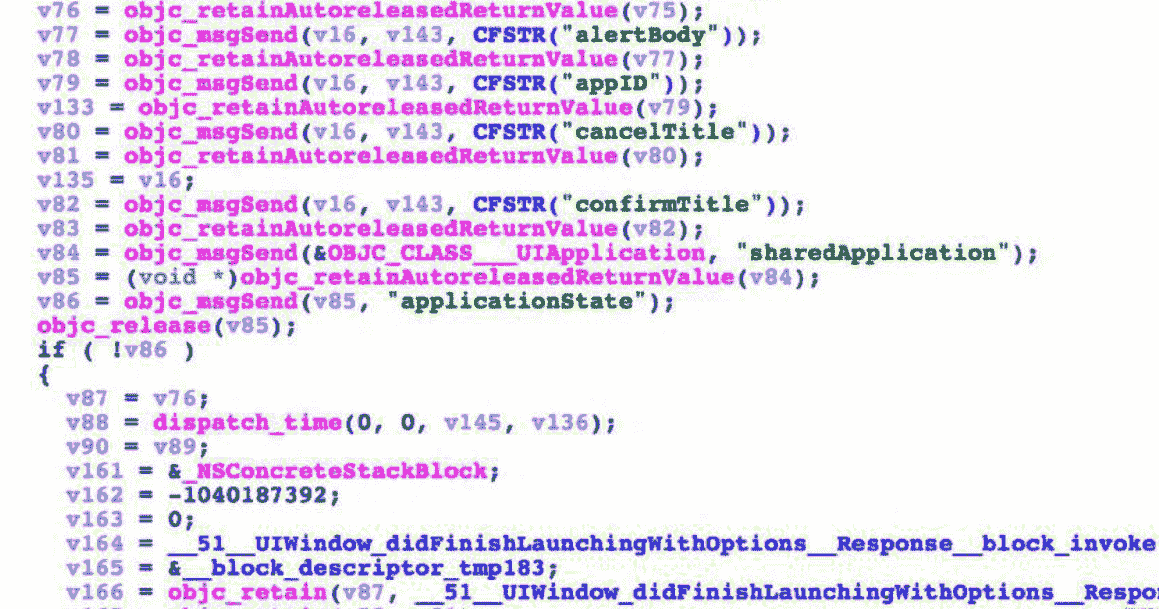 v76 = objc_retainAutoreleasedReturnValue(v75);
v77 = objc_msgSend(v16, v143, CFSTR("alertBody"));
v78 = objc_retainAutoreleasedReturnValue(v77);
v79 = objc_msgSend(v16, v143, CFSTR("appID"));
v133 = objc_retainAutoreleasedReturnValue(v79);
v80 = objc_msgSend(v16, v143, CFSTR("cancelTitle"));
v81 = objc_retainAutoreleasedReturnValue(v80);
v135 = v16;
v82 = objc_msgSend(v16, v143, CFSTR("confirmTitle"));
v83 = objc_retainAutoreleasedReturnValue(v82);
v84 = objc_msgSend(&OBJC_CLASS___UIApplication, "sharedApplication");
v85 = (void *)objc_retainAutoreleasedReturnValue(v84);
v86 = objc_msgSend(v85, "applicationState");
objc_release(v85);
if ( !v86 )
{
v87 = v76;
v88 = dispatch_time(0, 0, v145, v136);
v90 = v89;
v161 = &_NSConcreteStackBlock;
v162 = -1040187392;
v163 = 0;
v164 = __51__UIWindow_didFinishLaunchingWithOptions__Response__block_invoke
v165 = &__block_descriptor_tmp183;
v166 = objc_retain(v87, __51__UIWindow_didFinishLaunchingWithOptions__Respo